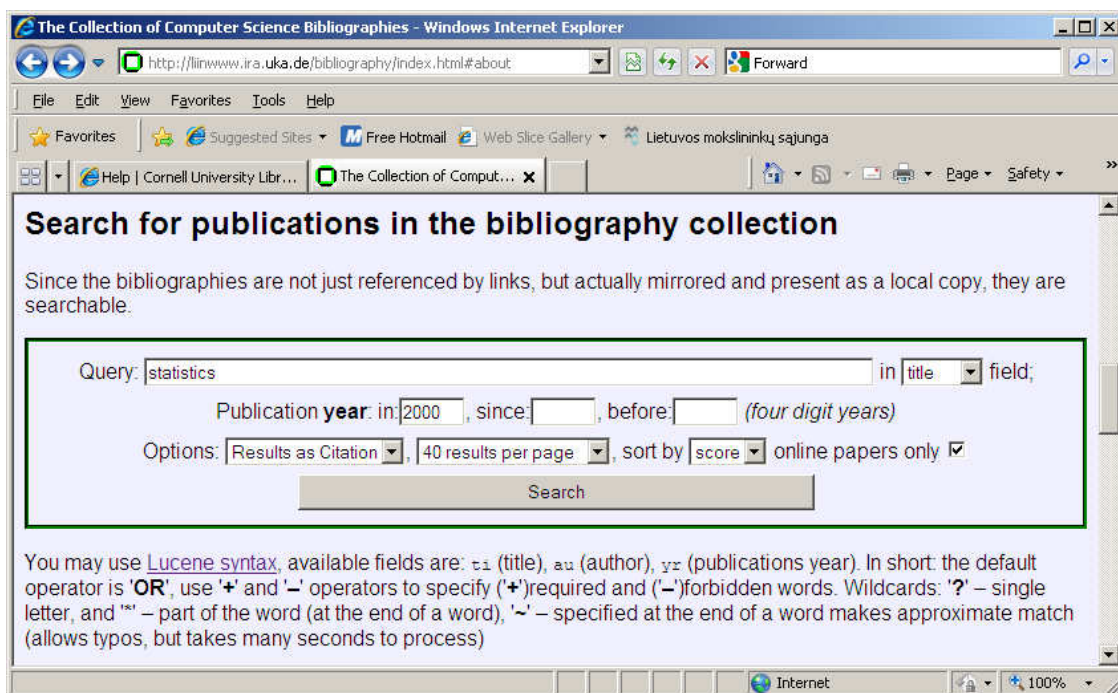 The Collection of Computer Science Bibliographies - Windows Internet Explorer
http://liinwww.ira.uka.de/bibliography/index.html#about
Forward
File Edit View Favorites Tools Help
Favorites Suggested Sites Free Hotmail Web Slice Gallery Lietuvos mokslininkų sąjunga
Help | Cornell University Libr... The Collection of Comput... Page Safety »
Search for publications in the bibliography collection
Since the bibliographies are not just referenced by links, but actually mirrored and present as a local copy, they are
searchable.
Query: statistics in title field;
Publication year: in: 2000 , since: , before: (four digit years)
Options: Results as Citation , 40 results per page , sort by score online papers only
Search
You may use Lucene syntax, available fields are: ti (title), au (author), yr (publications year). In short: the default
operator is 'OR', use '+' and '–' operators to specify ('+')required and ('–')forbidden words. Wildcards: '?' – single
letter, and '*' – part of the word (at the end of a word), '~' – specified at the end of a word makes approximate match
(allows typos, but takes many seconds to process)
Internet 100%